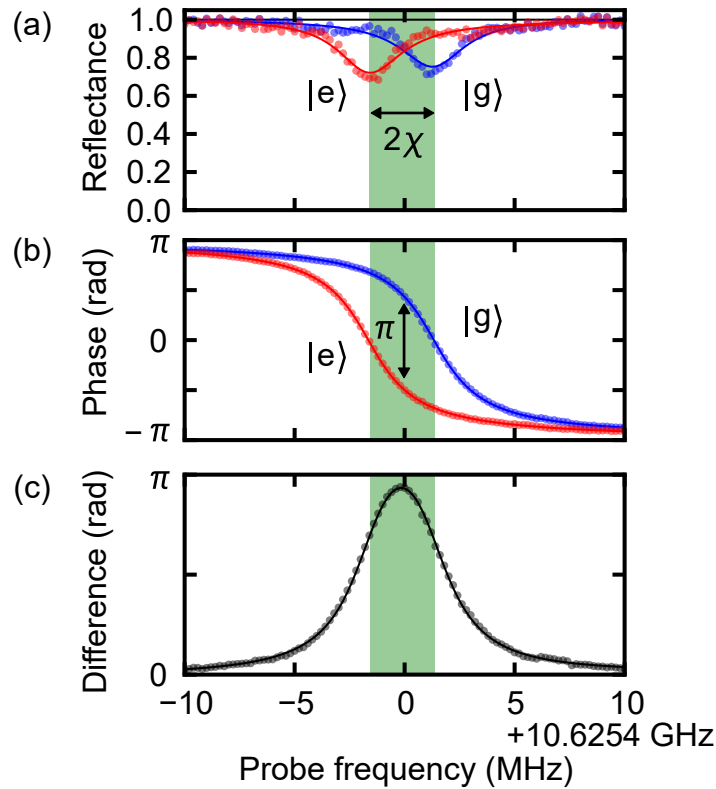 (a)
Reflectance
1.0
0.8
0.6
0.4
0.2
0.0
|e⟩
|g⟩
2χ
(b)
Phase (rad)
π
0
−π
|e⟩
π
|g⟩
(c)
Difference (rad)
π
0
−10 −5 0 5 10
+10.6254 GHz
Probe frequency (MHz)